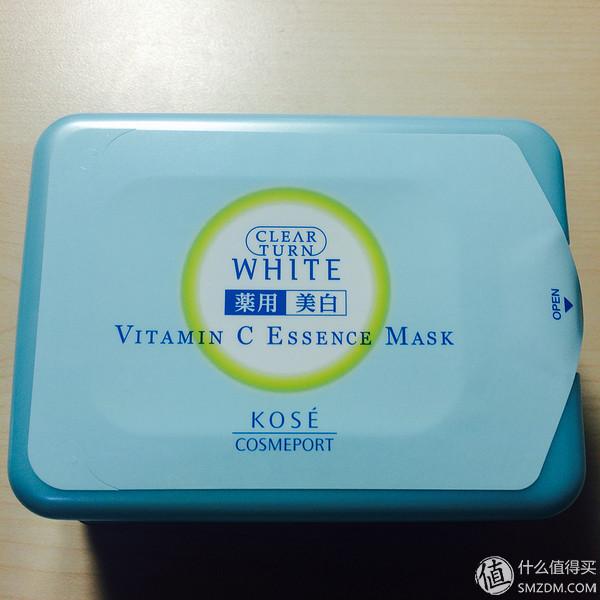 CLEAR
TURN
WHITE
薬用 美白
VITAMIN C ESSENCE MASK
OPEN
KOSÉ
COSMEPORT
值 什么值得买
SMZDM.COM